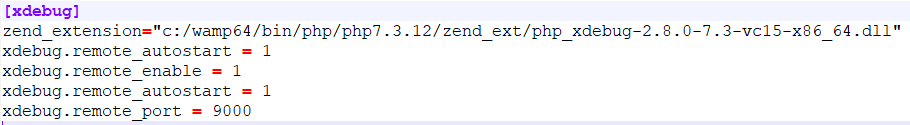 [xdebug]
zend_extension="c:/wamp64/bin/php/php7.3.12/zend_ext/php_xdebug-2.8.0-7.3-vc15-x86_64.dll"
xdebug.remote_autostart = 1
xdebug.remote_enable = 1
xdebug.remote_autostart = 1
xdebug.remote_port = 9000